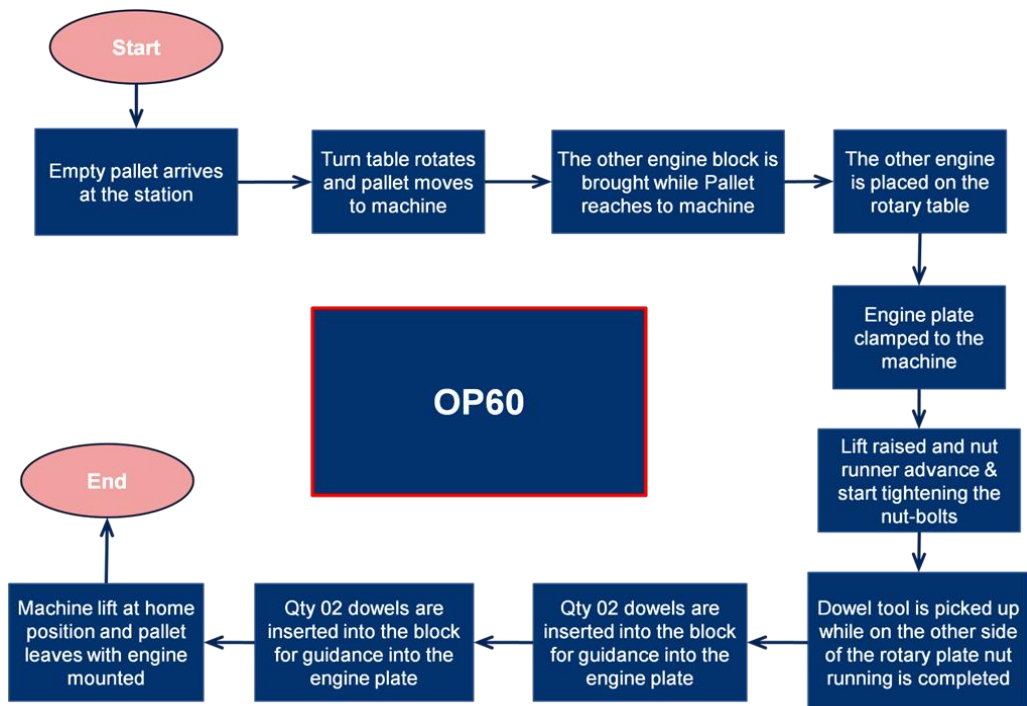 Start
Empty pallet arrives
at the station
Turn table rotates
and pallet moves
to machine
The other engine block is
brought while Pallet
reaches to machine
The other engine
is placed on the
rotary table
Engine plate
clamped to the
machine
OP60
Lift raised and nut
runner advance &
start tightening the
nut-bolts
Dowel tool is picked up
while on the other side
of the rotary plate nut
running is completed
Qty 02 dowels are
inserted into the block
for guidance into the
engine plate
Qty 02 dowels are
inserted into the block
for guidance into the
engine plate
Machine lift at home
position and pallet
leaves with engine
mounted
End